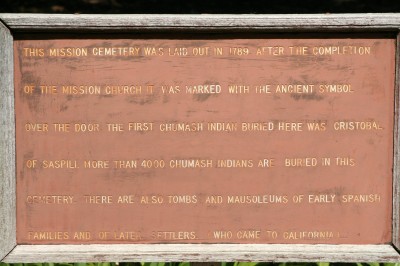 THIS MISSION CEMETERY WAS LAID OUT IN 1789 AFTER THE COMPLETION
OF THE MISSION CHURCH IT WAS MARKED WITH THE ANCIENT SYMBOL
OVER THE DOOR THE FIRST CHUMASH INDIAN BURIED HERE WAS CRISTOBAL
OF SASPILI. MORE THAN 4000 CHUMASH INDIANS ARE BURIED IN THIS
CEMETERY THERE ARE ALSO TOMBS AND MAUSOLEUMS OF EARLY SPANISH
FAMILIES AND OF LATER SETTLERS WHO CAME TO CALIFORNIA